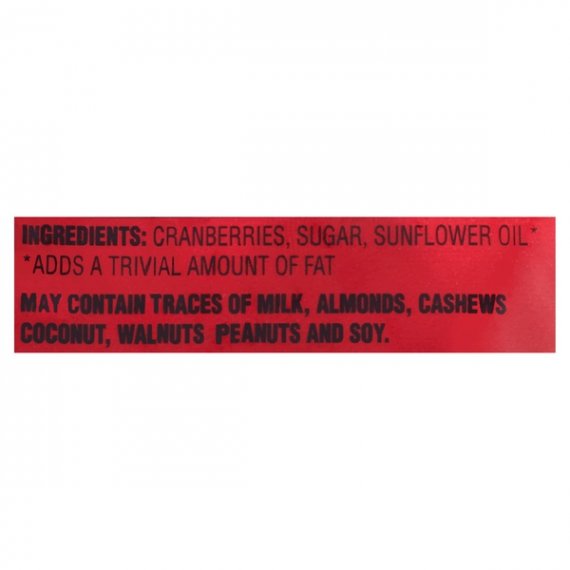 INGREDIENTS: CRANBERRIES, SUGAR, SUNFLOWER OIL*
*ADDS A TRIVIAL AMOUNT OF FAT
MAY CONTAIN TRACES OF MILK, ALMONDS, CASHEWS
COCONUT, WALNUTS PEANUTS AND SOY.